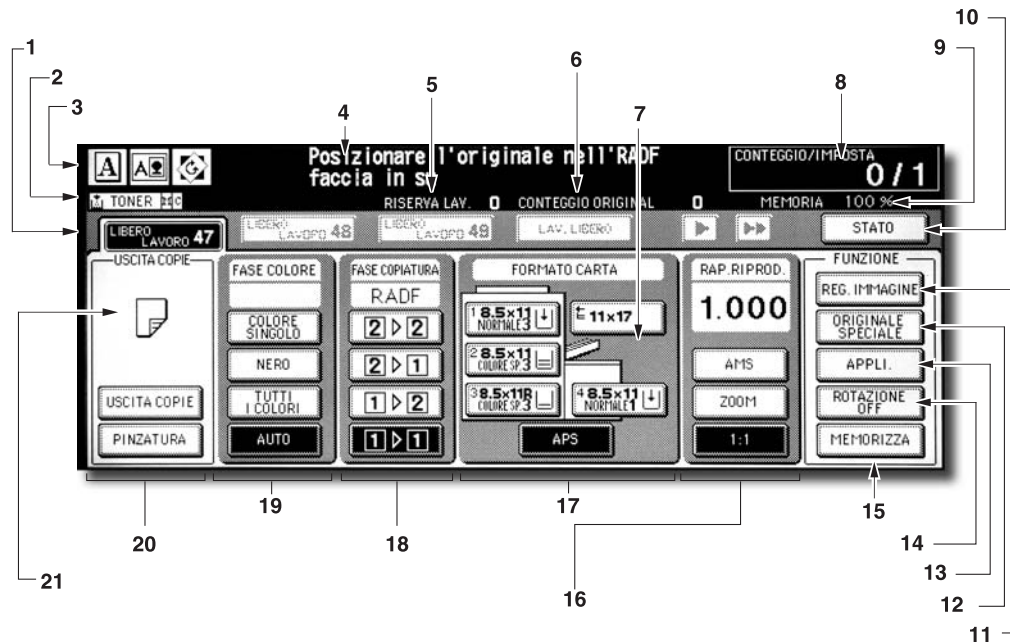 10
9
1
2
3
4
5
6
7
8
A
A
Posizionare l'originale nell'RADF
faccia in su
CONTEGGIO/IMPOSTA
0 / 1
TONER
RISERVA LAV. 0 CONTEGGIO ORIGINAL 0 MEMORIA 100 %
LIBERO
LAVORO 47
LIBERO
LAVORO 48
LIBERO
LAVORO 49
LAV. LIBERO
STATO
USCITA COPIE
USCITA COPIE
PINZATURA
FASE COLORE
COLORE
SINGOLO
NERO
TUTTI
I COLORI
AUTO
FASE COPIATURA
RADF
2 ▷ 2
2 ▷ 1
1 ▷ 2
1 ▷ 1
FORMATO CARTA
1 8.5×11
NORMALE3
11×17
2 8.5×11
COLORE SP.3
3 8.5×11R
COLORE SP.3
4 8.5×11
NORMALE1
APS
RAP.RIPROD.
1.000
AMS
ZOOM
1:1
FUNZIONE
REG. IMMAGINE
ORIGINALE
SPECIALE
APPLI.
ROTAZIONE
OFF
MEMORIZZA
20
19
18
17
16
15
14
13
12
11
21